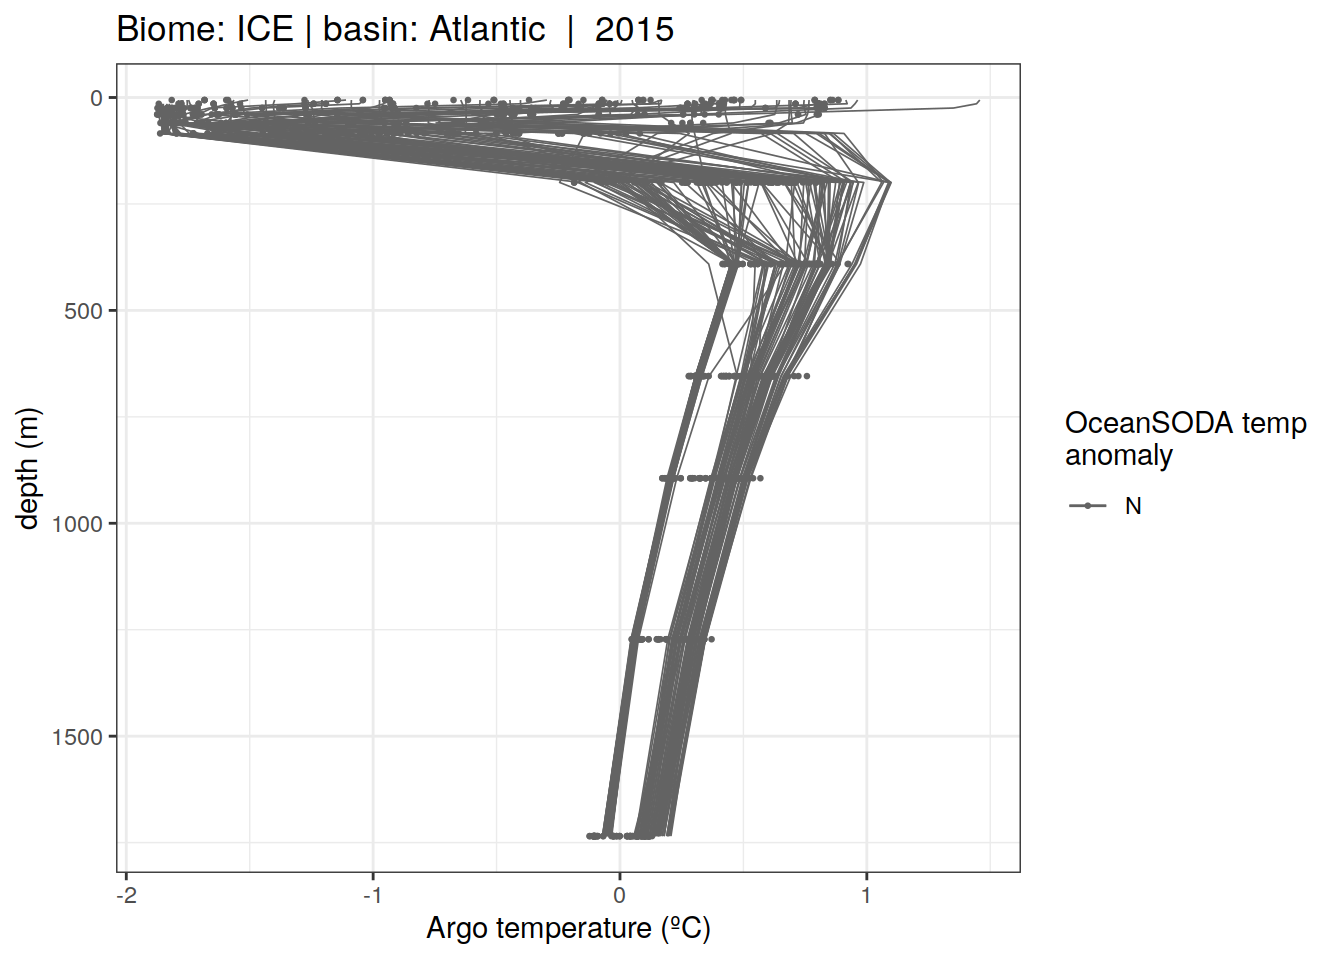 Biome: ICE | basin: Atlantic  |  2015
0
500
1000
1500
depth (m)
-2
-1
0
1
Argo temperature (ºC)
OceanSODA temp
anomaly
N